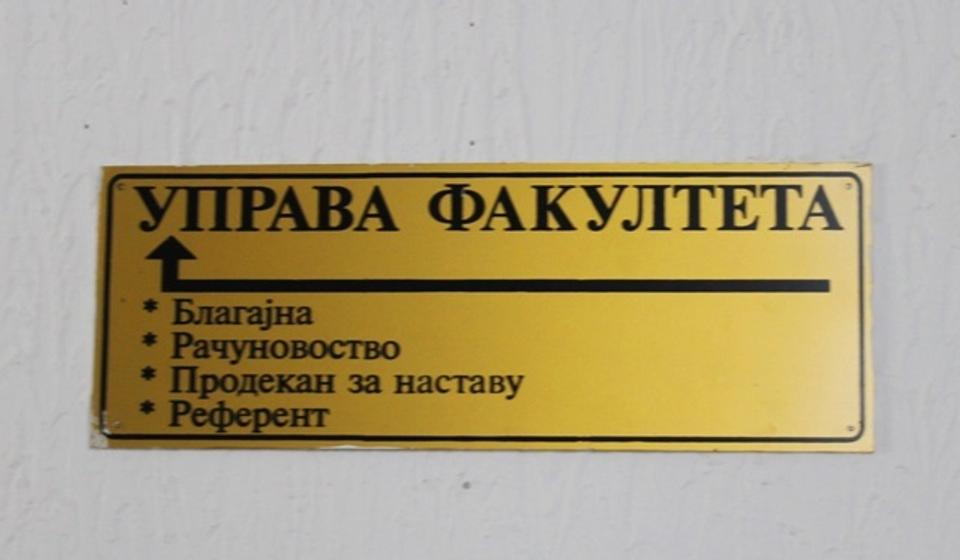 УПРАВА ФАКУЛТЕТА
* Благајна
* Рачуновоство
* Продекан за наставу
* Референт